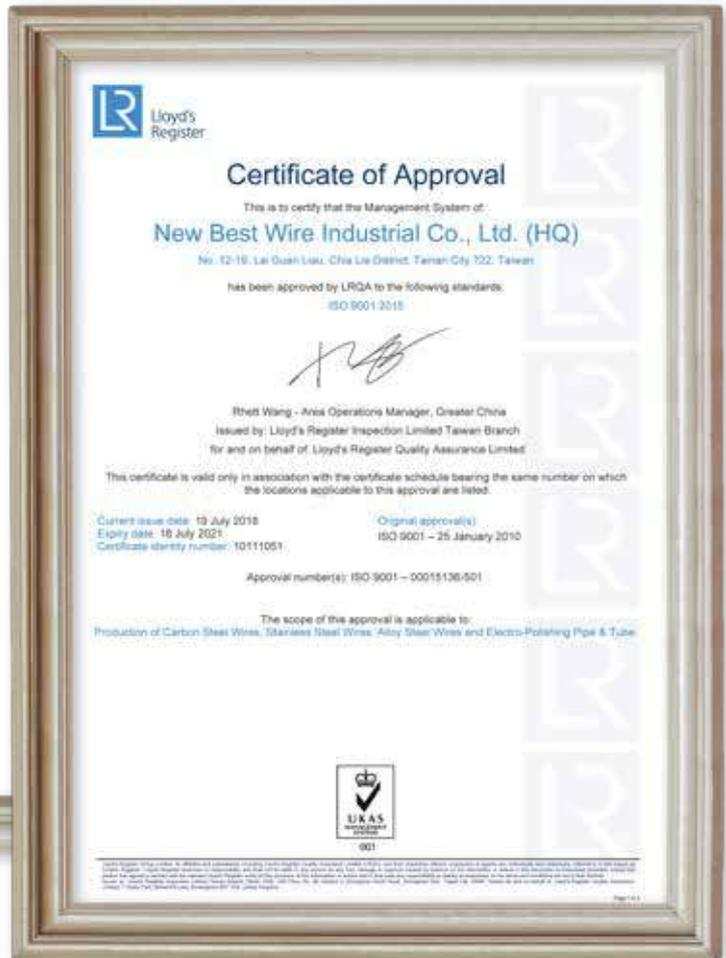 LR
Lloyd's
Register
Certificate of Approval
This is to certify that the Management System of:
New Best Wire Industrial Co., Ltd. (HQ)
No. 12-19, Lai Guan Liau, Chia Lie District, Tainan City 722, Taiwan
has been approved by LRQA to the following standards:
ISO 9001:2015
Rhett Wang - Area Operations Manager, Greater China
Issued by: Lloyd's Register Inspection Limited Taiwan Branch
for and on behalf of: Lloyd's Register Quality Assurance Limited
This certificate is valid only in association with the certificate schedule bearing the same number on which
the locations applicable to this approval are listed.
Current issue date: 19 July 2018
Expiry date: 18 July 2021
Certificate identity number: 10111051
Original approval(s):
ISO 9001 – 25 January 2010
Approval number(s): ISO 9001 – 00015136-501
The scope of this approval is applicable to:
Production of Carbon Steel Wires, Stainless Steel Wires, Alloy Steel Wires and Electro-Polishing Pipe & Tube
UKAS
MANAGEMENT
SYSTEMS
001